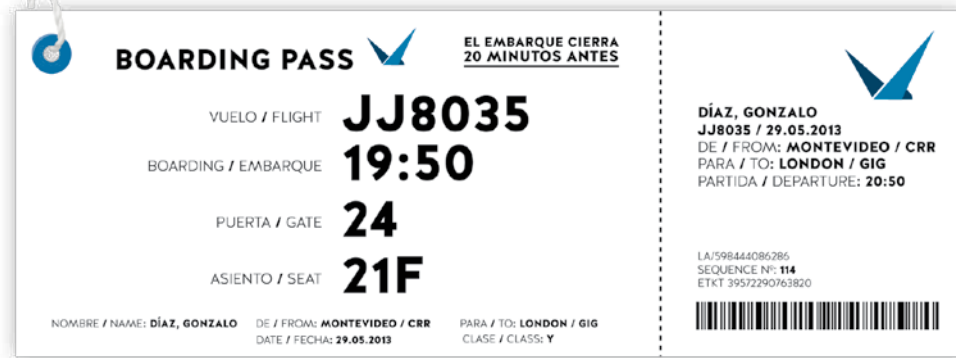 BOARDING PASS
EL EMBARQUE CIERRA
20 MINUTOS ANTES
VUELO / FLIGHT JJ8035
BOARDING / EMBARQUE 19:50
PUERTA / GATE 24
ASIENTO / SEAT 21F
NOMBRE / NAME: DÍAZ, GONZALO DE / FROM: MONTEVIDEO / CRR PARA / TO: LONDON / GIG
DATE / FECHA: 29.05.2013 CLASE / CLASS: Y
DÍAZ, GONZALO
JJ8035 / 29.05.2013
DE / FROM: MONTEVIDEO / CRR
PARA / TO: LONDON / GIG
PARTIDA / DEPARTURE: 20:50
LA/598444086286
SEQUENCE Nº: 114
ETKT 39572290763820